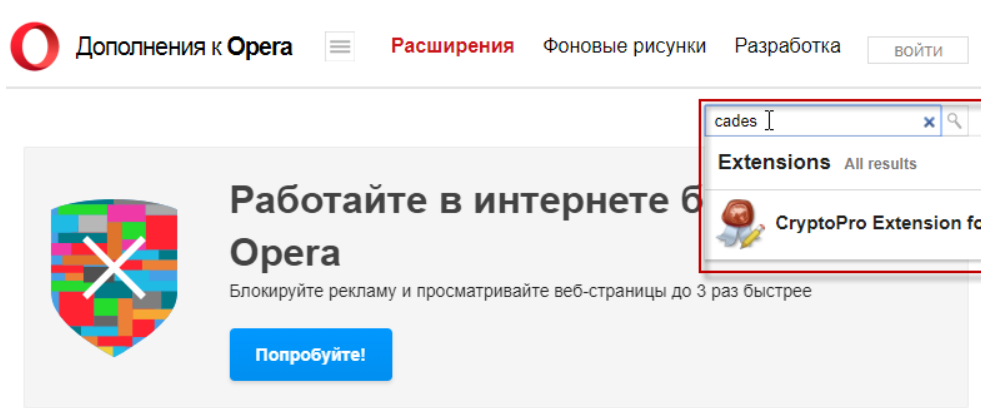 Дополнения к Opera
Расширения
Фоновые рисунки
Разработка
войти
cades
Extensions All results
CryptoPro Extension
Работайте в интернете
Opera
Блокируйте рекламу и просматривайте веб-страницы до 3 раз быстрее
Попробуйте!